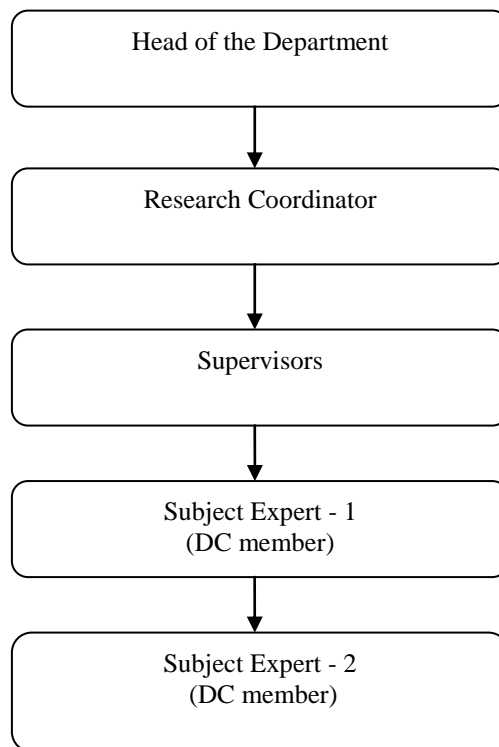 Head of the Department
Research Coordinator
Supervisors
Subject Expert - 1
(DC member)
Subject Expert - 2
(DC member)